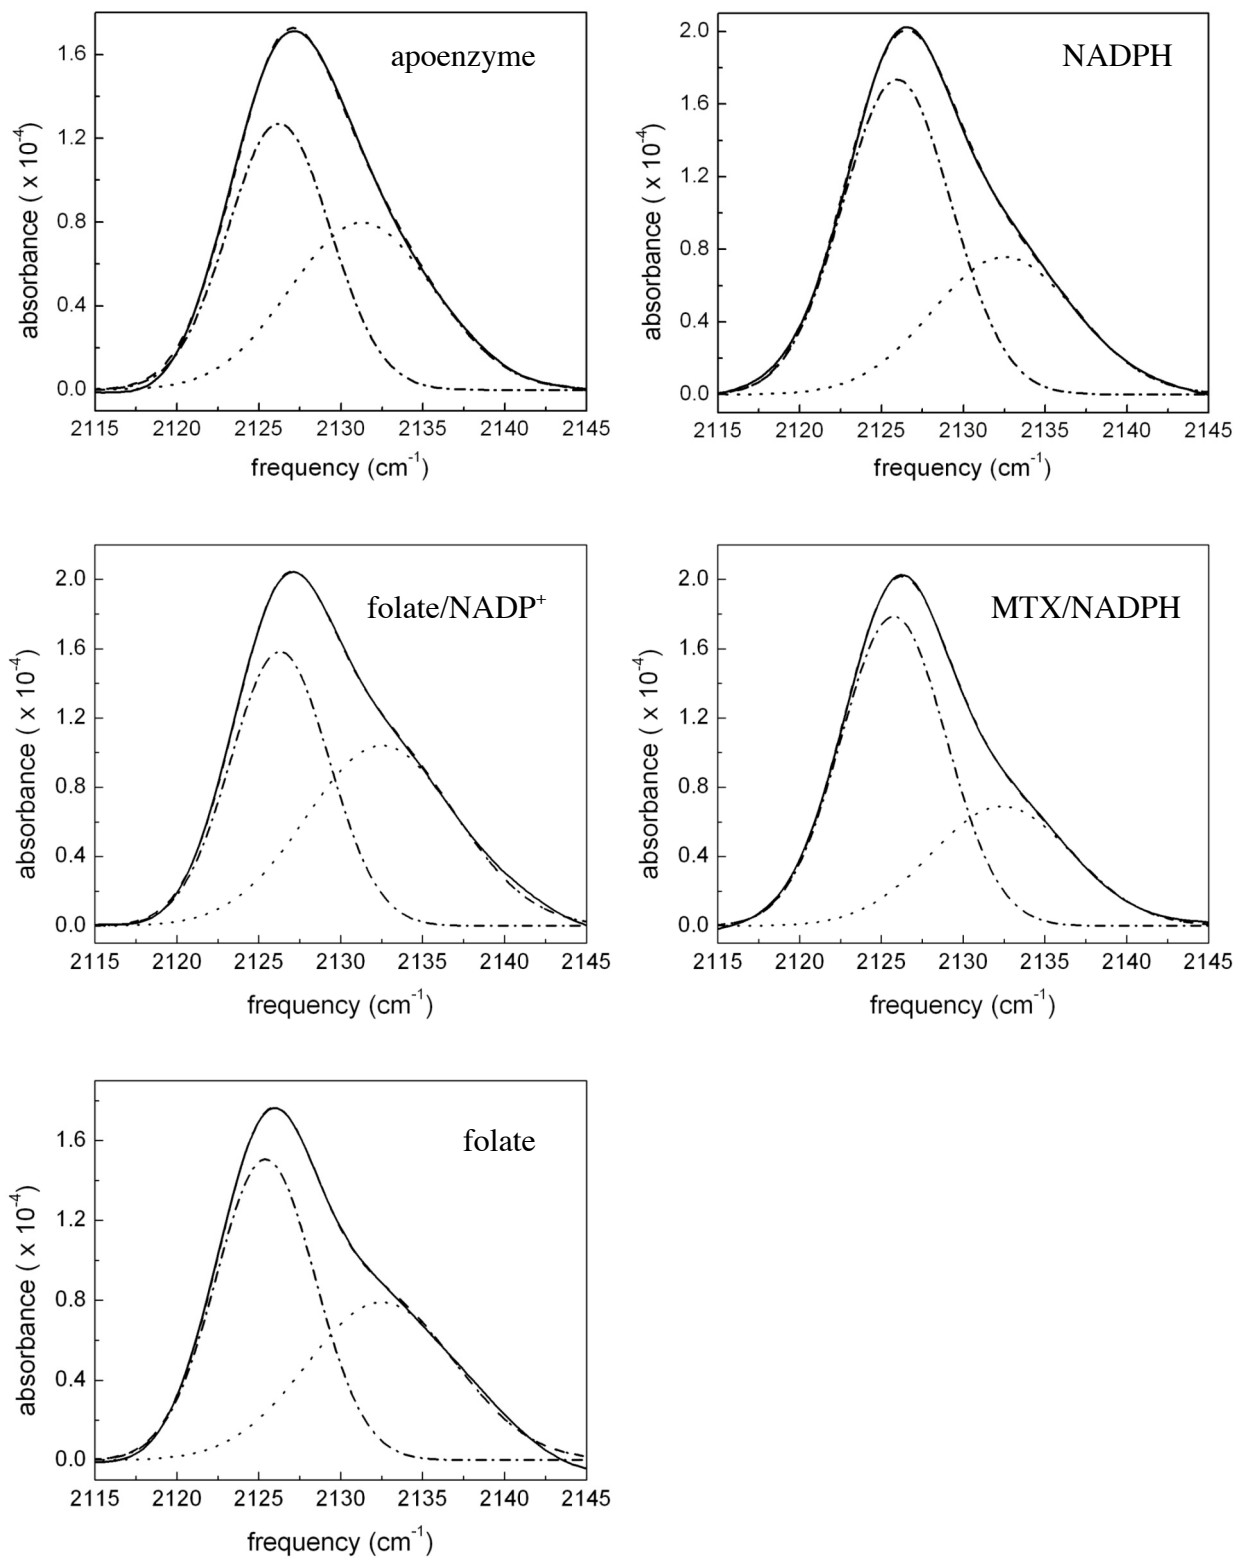 apoenzyme
absorbance ( x 10⁻⁴)
1.6
1.2
0.8
0.4
0.0
2115 2120 2125 2130 2135 2140 2145
frequency (cm⁻¹)
NADPH
absorbance ( x 10⁻⁴)
2.0
1.6
1.2
0.8
0.4
0.0
2115 2120 2125 2130 2135 2140 2145
frequency (cm⁻¹)
folate/NADP⁺
absorbance ( x 10⁻⁴)
2.0
1.6
1.2
0.8
0.4
0.0
2115 2120 2125 2130 2135 2140 2145
frequency (cm⁻¹)
MTX/NADPH
absorbance ( x 10⁻⁴)
2.0
1.6
1.2
0.8
0.4
0.0
2115 2120 2125 2130 2135 2140 2145
frequency (cm⁻¹)
folate
absorbance ( x 10⁻⁴)
1.6
1.2
0.8
0.4
0.0
2115 2120 2125 2130 2135 2140 2145
frequency (cm⁻¹)